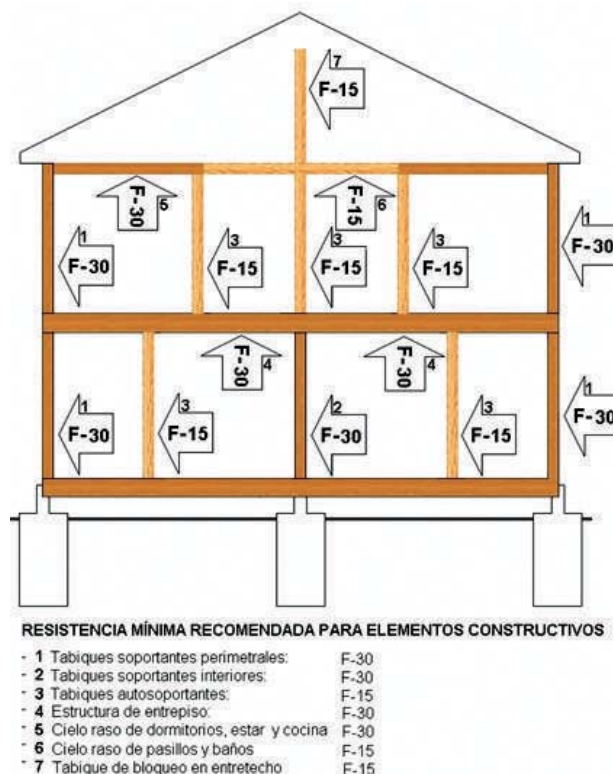 7
F-15
F-30 5
F-15 6
1
F-30
3
F-15
3
F-15
3
F-15
1
F-30
F-30 4
F-30 4
1
F-30
3
F-15
2
F-30
3
F-15
1
F-30
RESISTENCIA MÍNIMA RECOMENDADA PARA ELEMENTOS CONSTRUCTIVOS
- 1 Tabiques soportantes perimetrales: F-30
- 2 Tabiques soportantes interiores: F-30
- 3 Tabiques autosoportantes: F-15
- 4 Estructura de entrepiso: F-30
- 5 Cielo raso de dormitorios, estar y cocina F-30
- 6 Cielo raso de pasillos y baños F-15
- 7 Tabique de bloqueo en entretecho F-15